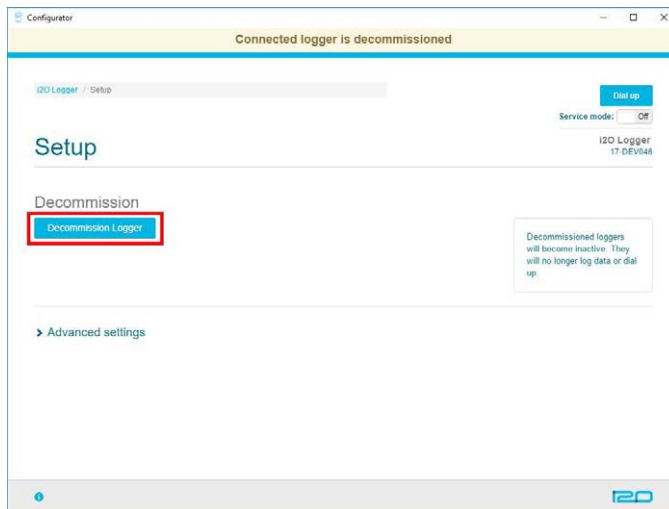 Configurator
Connected logger is decommissioned
i2O Logger / Setup
Dial up
Service mode: Off
Setup
i2O Logger
17-DEV046
Decommission
Decommission Logger
Decommissioned loggers
will become inactive. They
will no longer log data or dial
up.
Advanced settings
i2O